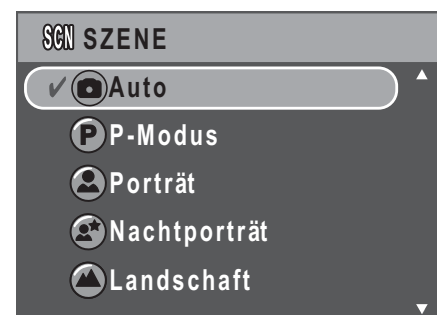 SCN SZENE
Auto
P P-Modus
Porträt
Nachtporträt
Landschaft